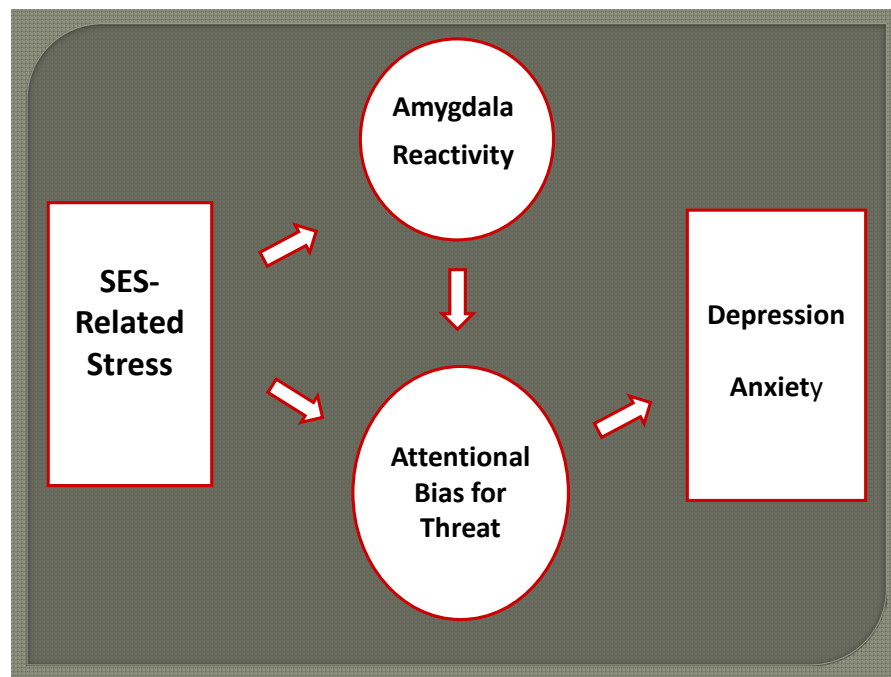 Amygdala
Reactivity
SES-
Related
Stress
Depression
Anxiety
Attentional
Bias for
Threat